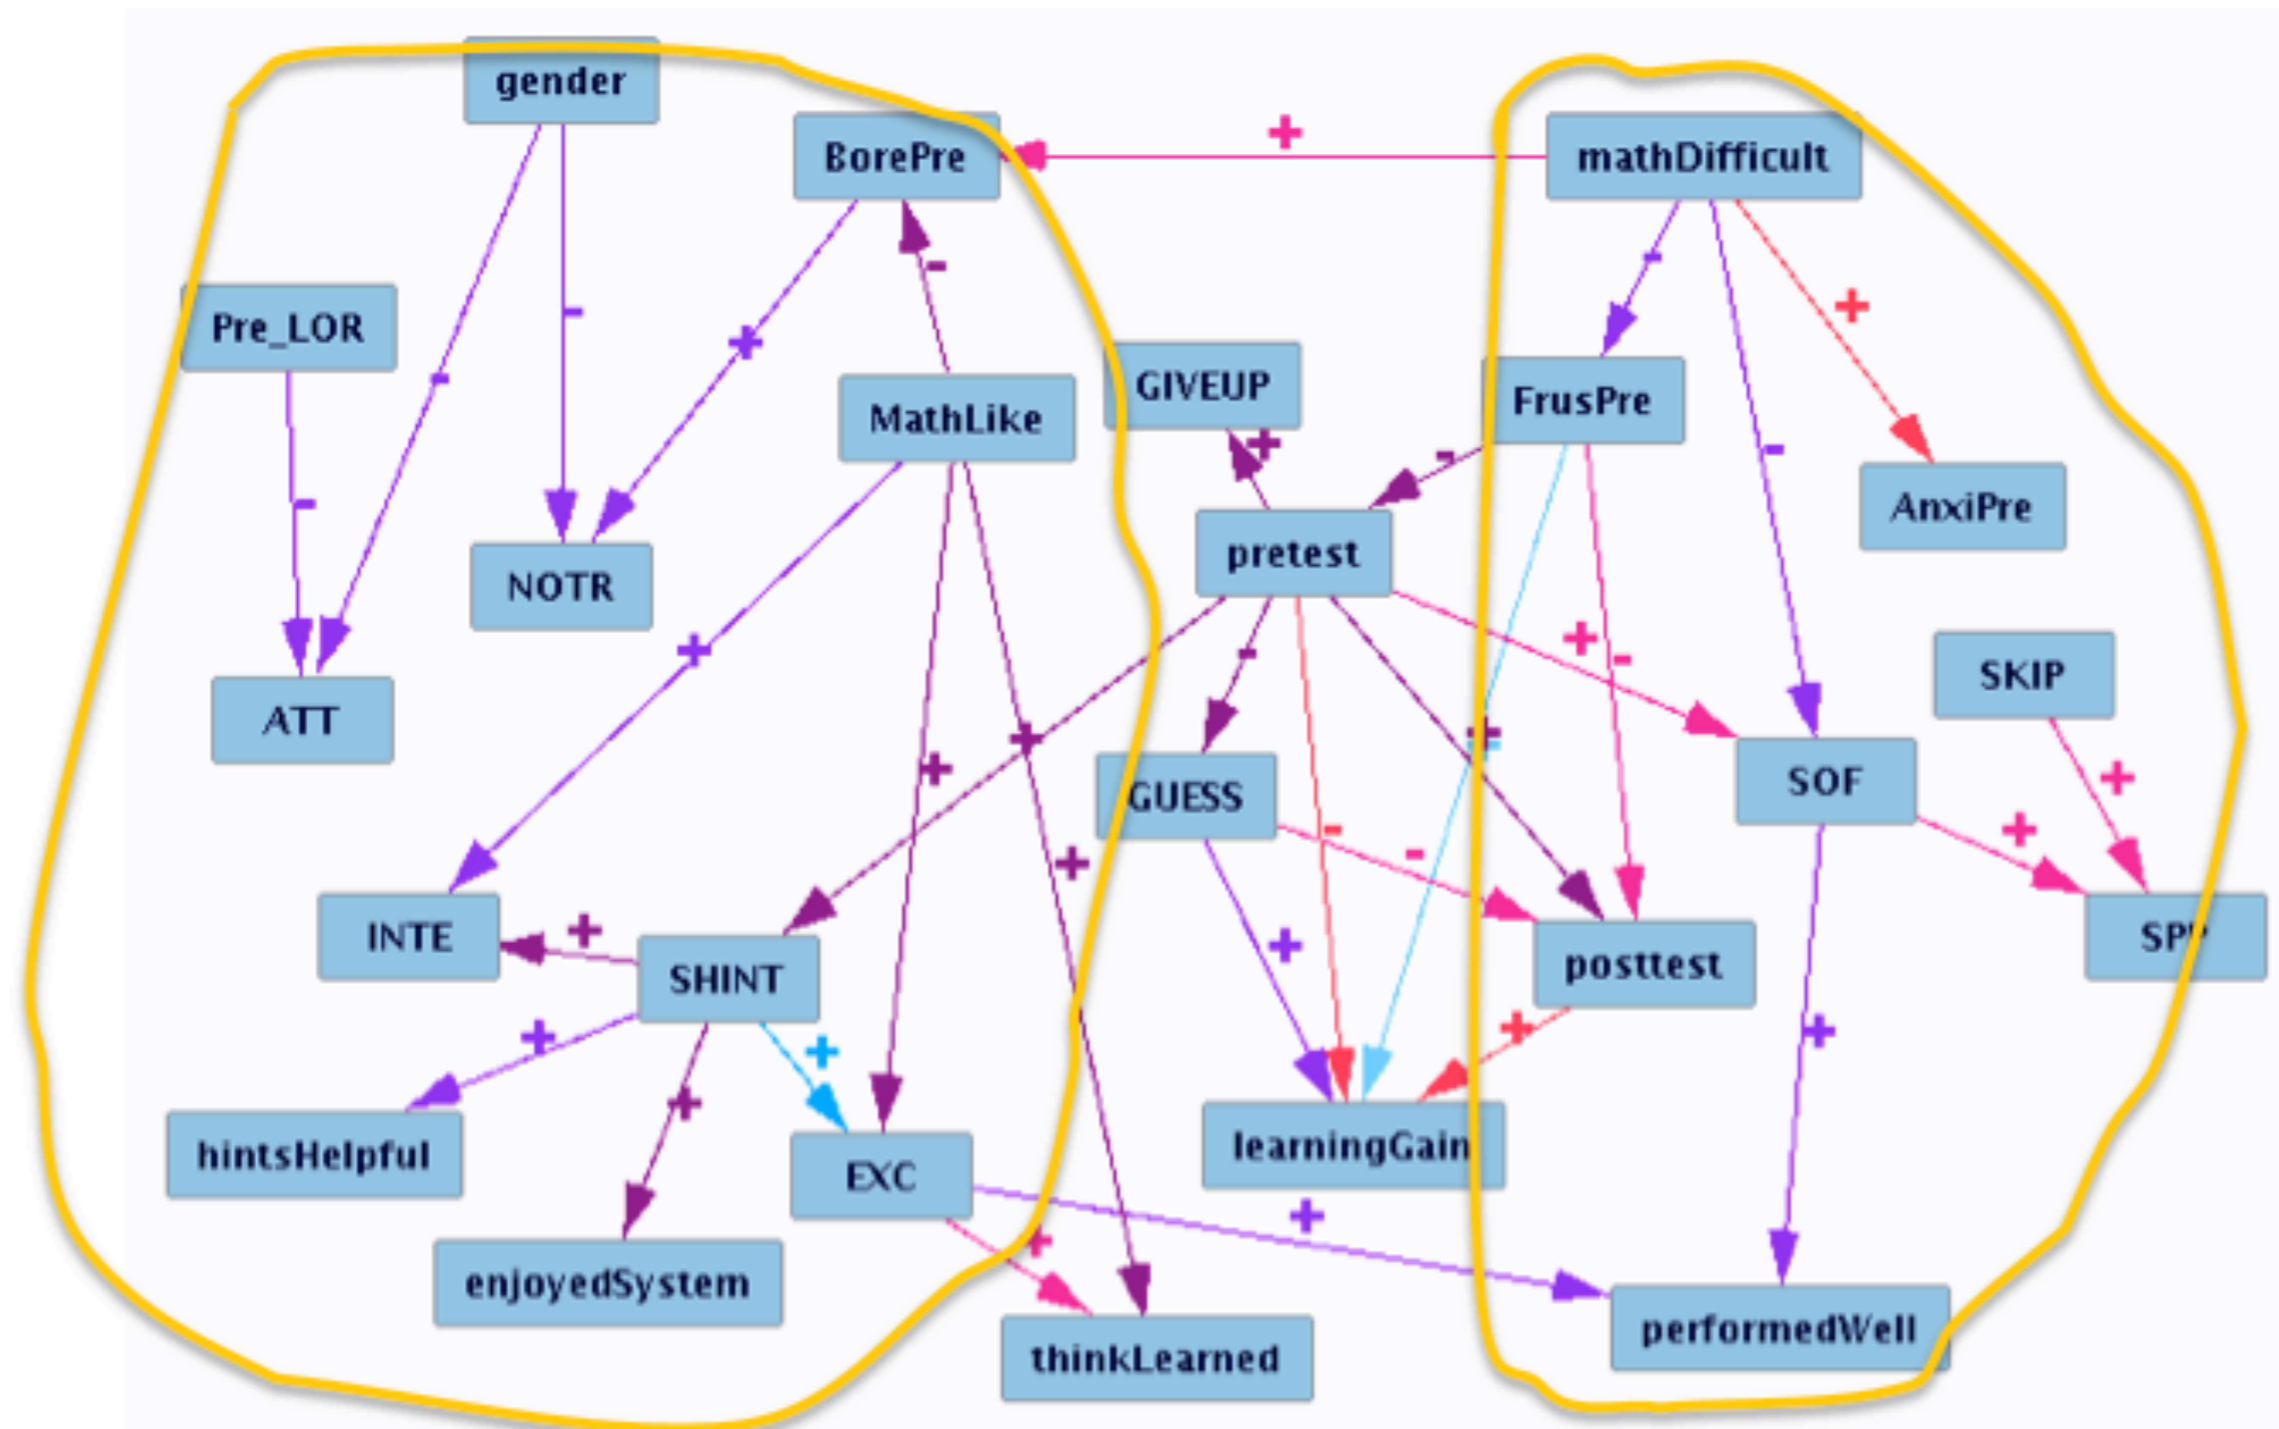 gender
BorePre
+
mathDifficult
-
-
Pre_LOR
-
+
-
+
GIVEUP
MathLike
FrusPre
+
-
-
-
AnxiPre
-
pretest
NOTR
+
-
+
-
SKIP
ATT
+
+
+
-
+
+
GUESS
SOF
+
-
-
+
+
INTE
+
+
SPP
SHINT
posttest
+
+
+
+
+
learningGain
hintsHelpful
EXC
+
+
enjoyedSystem
performedWell
thinkLearned